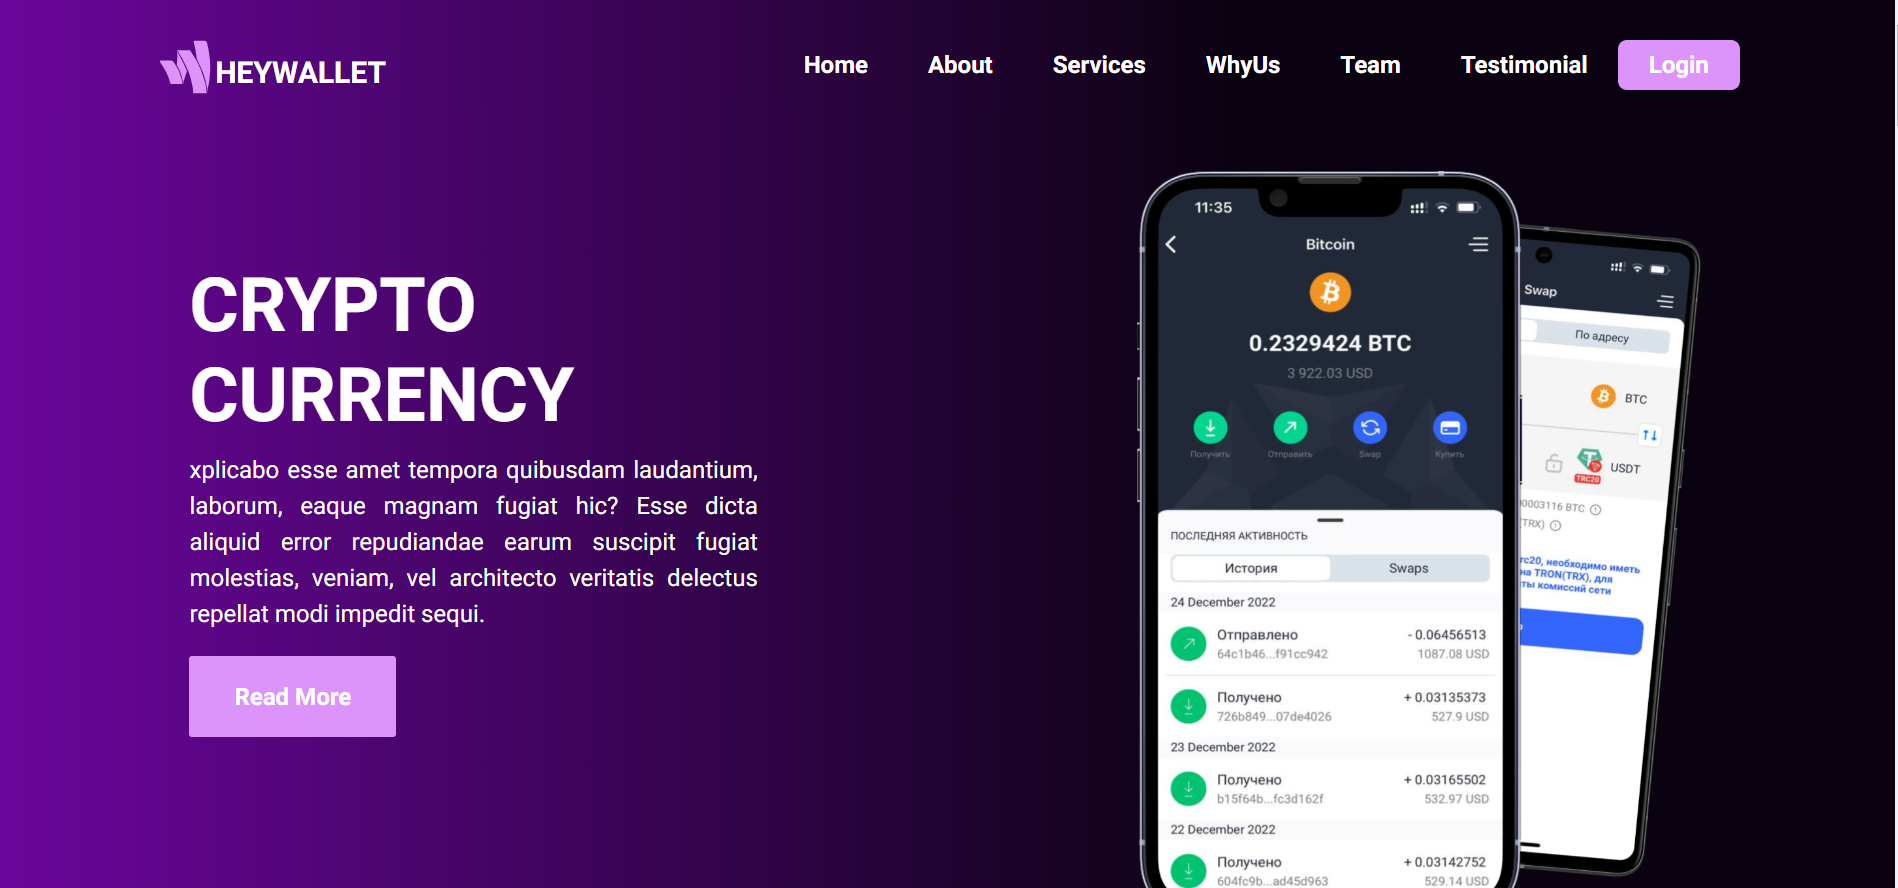 HEYWALLET
Home About Services WhyUs Team Testimonial Login
CRYPTO
CURRENCY
xplicabo esse amet tempora quibusdam laudantium,
laborum, eaque magnam fugiat hic? Esse dicta
aliquid error repudiandae earum suscipit fugiat
molestias, veniam, vel architecto veritatis delectus
repellat modi impedit sequi.
Read More
11:35
Bitcoin
0.2329424 BTC
3 922.03 USD
Получить Отправить Swap Купить
ПОСЛЕДНЯЯ АКТИВНОСТЬ
История Swaps
24 December 2022
Отправлено - 0.06456513
64c1b46...f91cc942 1087.08 USD
Получено + 0.03135373
726b849...07de4026 527.9 USD
23 December 2022
Получено + 0.03165502
b15f64b...fc3d162f 532.97 USD
22 December 2022
Получено + 0.03142752
604fc9b...ad45d963 529.14 USD
Swap
По адресу
BTC
USDT
TRC20
0003116 BTC
(TRX)
rc20, необходимо иметь
на TRON(TRX), для
ты комиссий сети